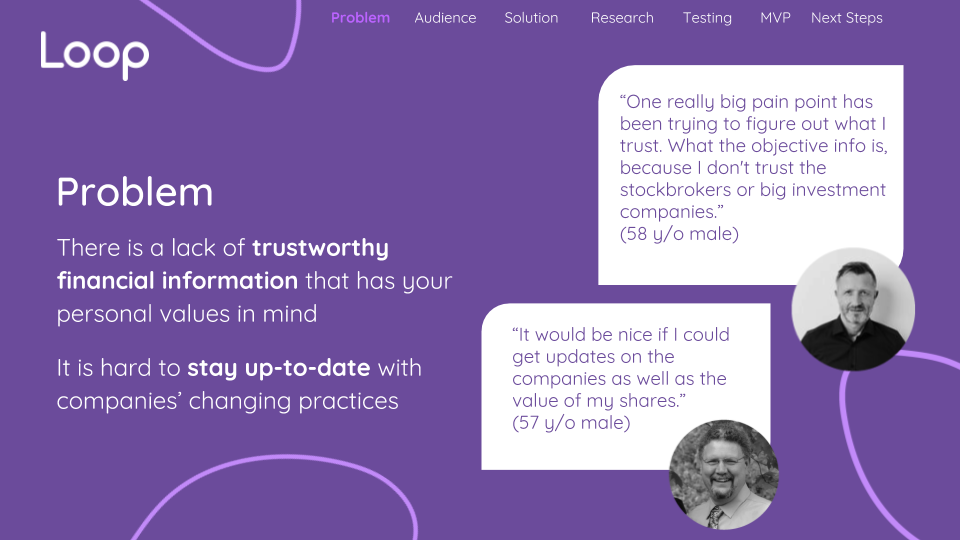 Problem Audience Solution Research Testing MVP Next Steps
Loop
Problem
There is a lack of trustworthy
financial information that has your
personal values in mind
It is hard to stay up-to-date with
companies’ changing practices
“One really big pain point has
been trying to figure out what I
trust. What the objective info is,
because I don't trust the
stockbrokers or big investment
companies.”
(58 y/o male)
“It would be nice if I could
get updates on the
companies as well as the
value of my shares.”
(57 y/o male)